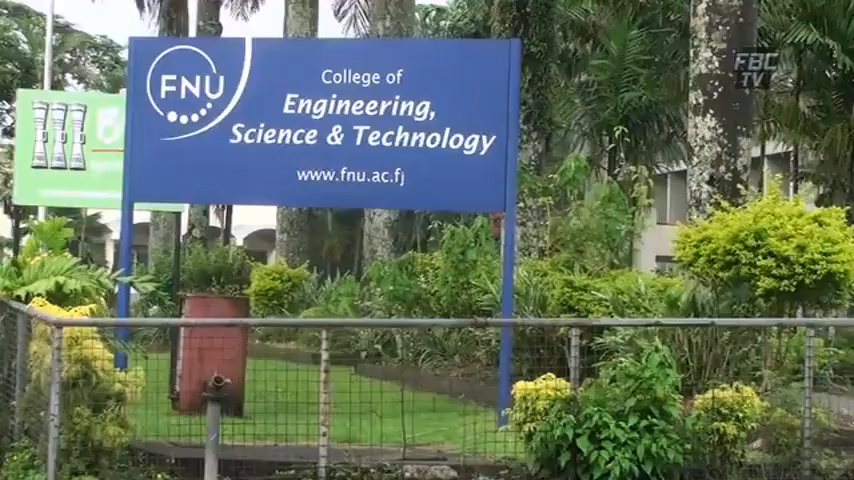 FNU
College of
Engineering,
Science & Technology
www.fnu.ac.fj
FBC
TV